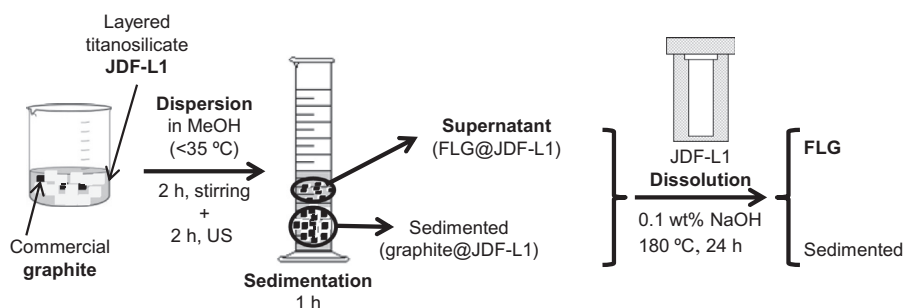 Layered
titanosilicate
JDF-L1
Commercial
graphite
Dispersion
in MeOH
(<35 ºC)
2 h, stirring
+
2 h, US
Sedimentation
1 h
Supernatant
(FLG@JDF-L1)
Sedimented
(graphite@JDF-L1)
JDF-L1
Dissolution
0.1 wt% NaOH
180 ºC, 24 h
FLG
Sedimented